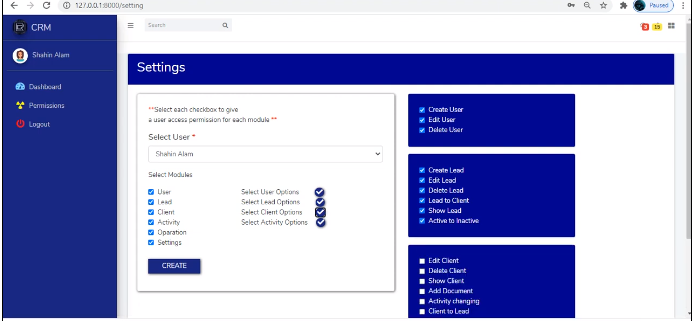 127.0.0.1:8000/setting
Paused
CRM
Search
3
15
Shahin Alam
Dashboard
Permissions
Logout
Settings
**Select each checkbox to give
a user access permission for each module **
Select User *
Shahin Alam
Select Modules
User
Select User Options
Lead
Select Lead Options
Client
Select Client Options
Activity
Select Activity Options
Oparation
Settings
CREATE
Create User
Edit User
Delete User
Create Lead
Edit Lead
Delete Lead
Lead to Client
Show Lead
Active to Inactive
Edit Client
Delete Client
Show Client
Add Document
Activity changing
Client to Lead